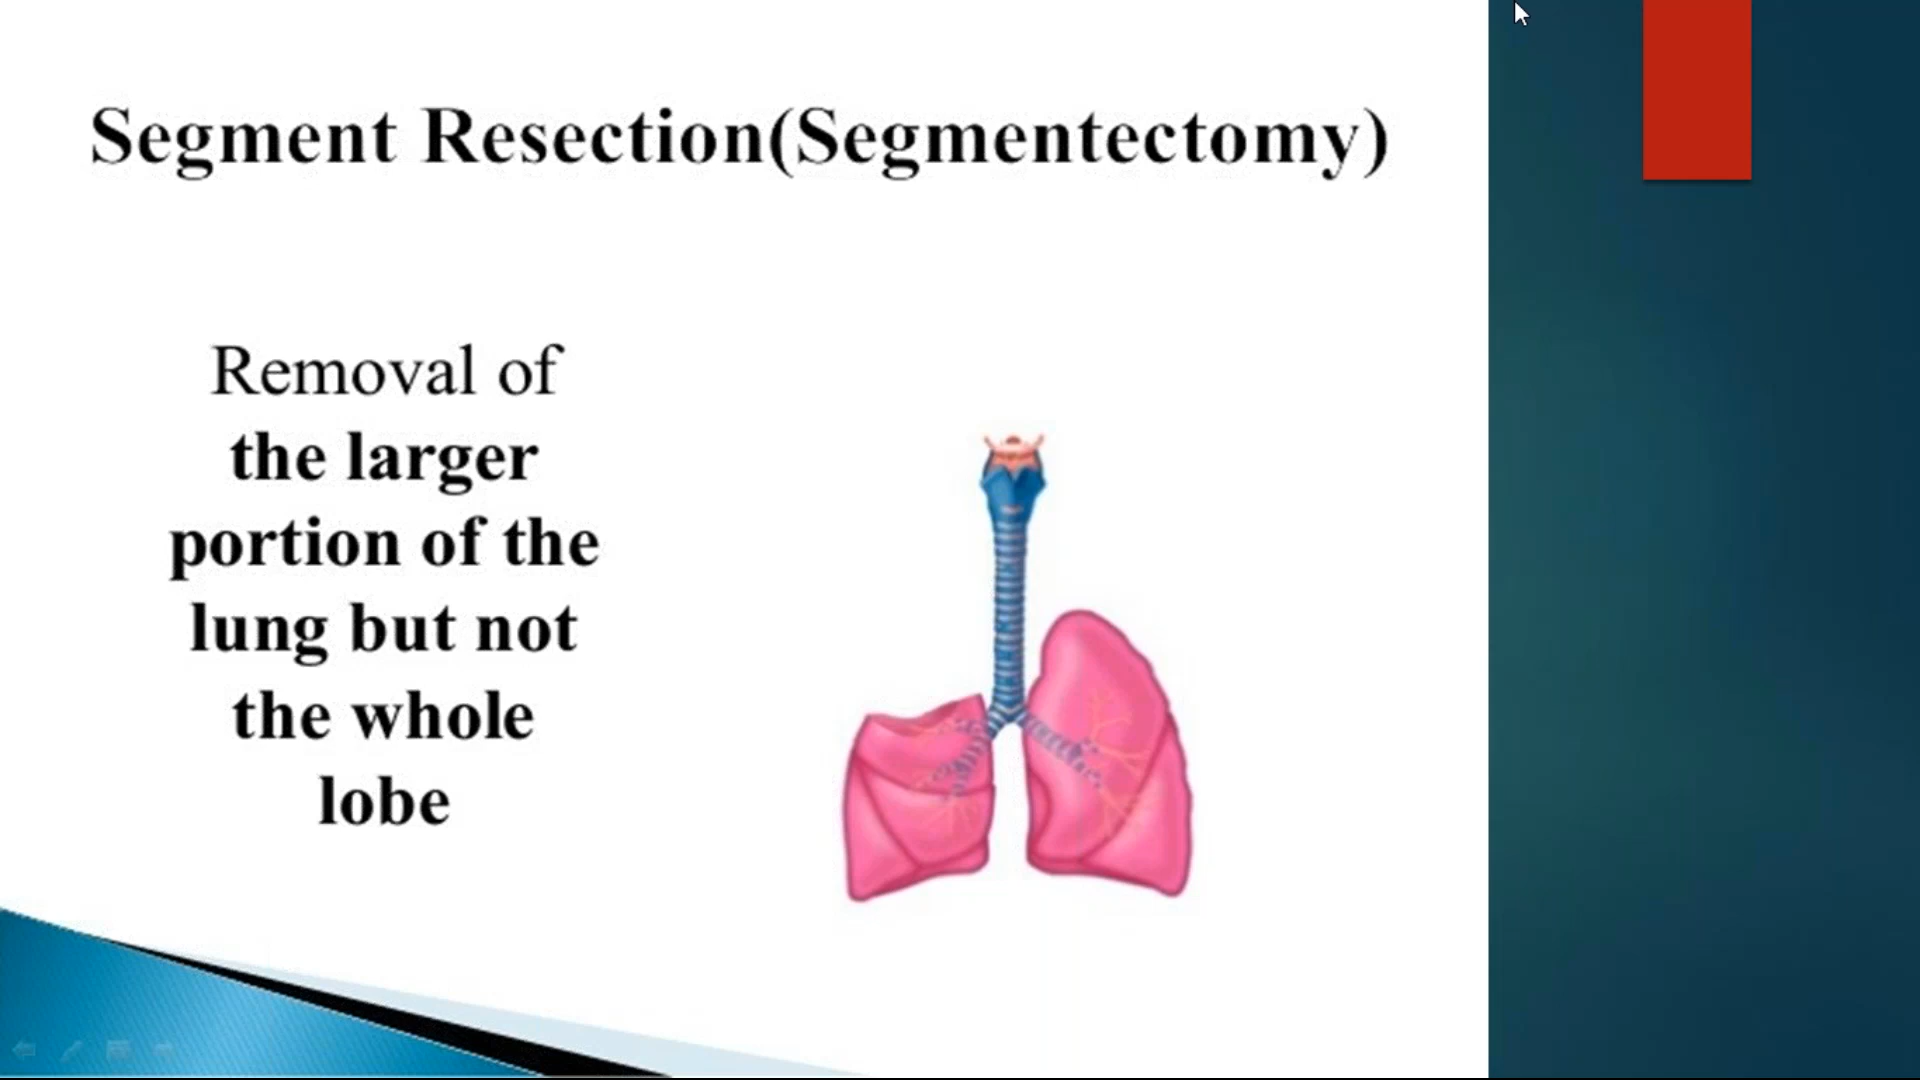 Segment Resection(Segmentectomy)
Removal of
the larger
portion of the
lung but not
the whole
lobe